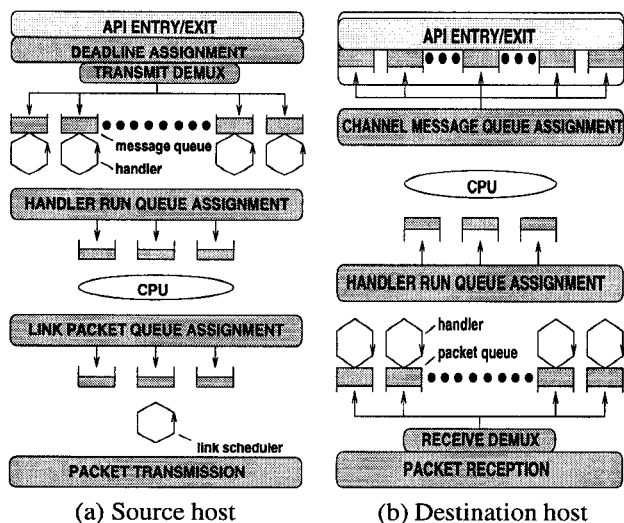 API ENTRY/EXIT
DEADLINE ASSIGNMENT
TRANSMIT DEMUX
message queue
handler
HANDLER RUN QUEUE ASSIGNMENT
CPU
LINK PACKET QUEUE ASSIGNMENT
link scheduler
PACKET TRANSMISSION
(a) Source host
API ENTRY/EXIT
CHANNEL MESSAGE QUEUE ASSIGNMENT
CPU
HANDLER RUN QUEUE ASSIGNMENT
handler
packet queue
RECEIVE DEMUX
PACKET RECEPTION
(b) Destination host